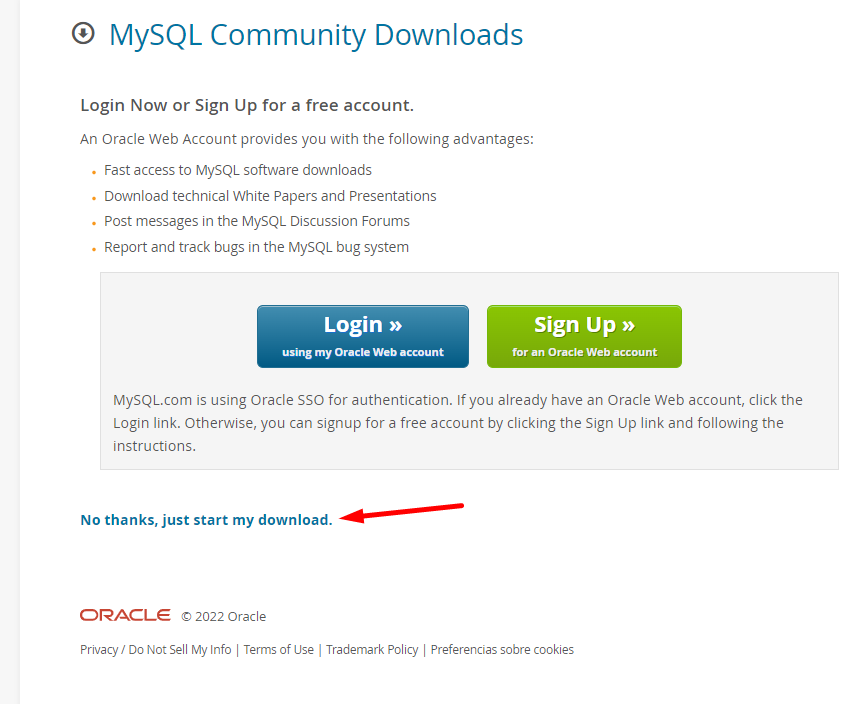 MySQL Community Downloads
Login Now or Sign Up for a free account.
An Oracle Web Account provides you with the following advantages:
Fast access to MySQL software downloads
Download technical White Papers and Presentations
Post messages in the MySQL Discussion Forums
Report and track bugs in the MySQL bug system
Login »
using my Oracle Web account
Sign Up »
for an Oracle Web account
MySQL.com is using Oracle SSO for authentication. If you already have an Oracle Web account, click the
Login link. Otherwise, you can signup for a free account by clicking the Sign Up link and following the
instructions.
No thanks, just start my download.
ORACLE © 2022 Oracle
Privacy / Do Not Sell My Info | Terms of Use | Trademark Policy | Preferencias sobre cookies